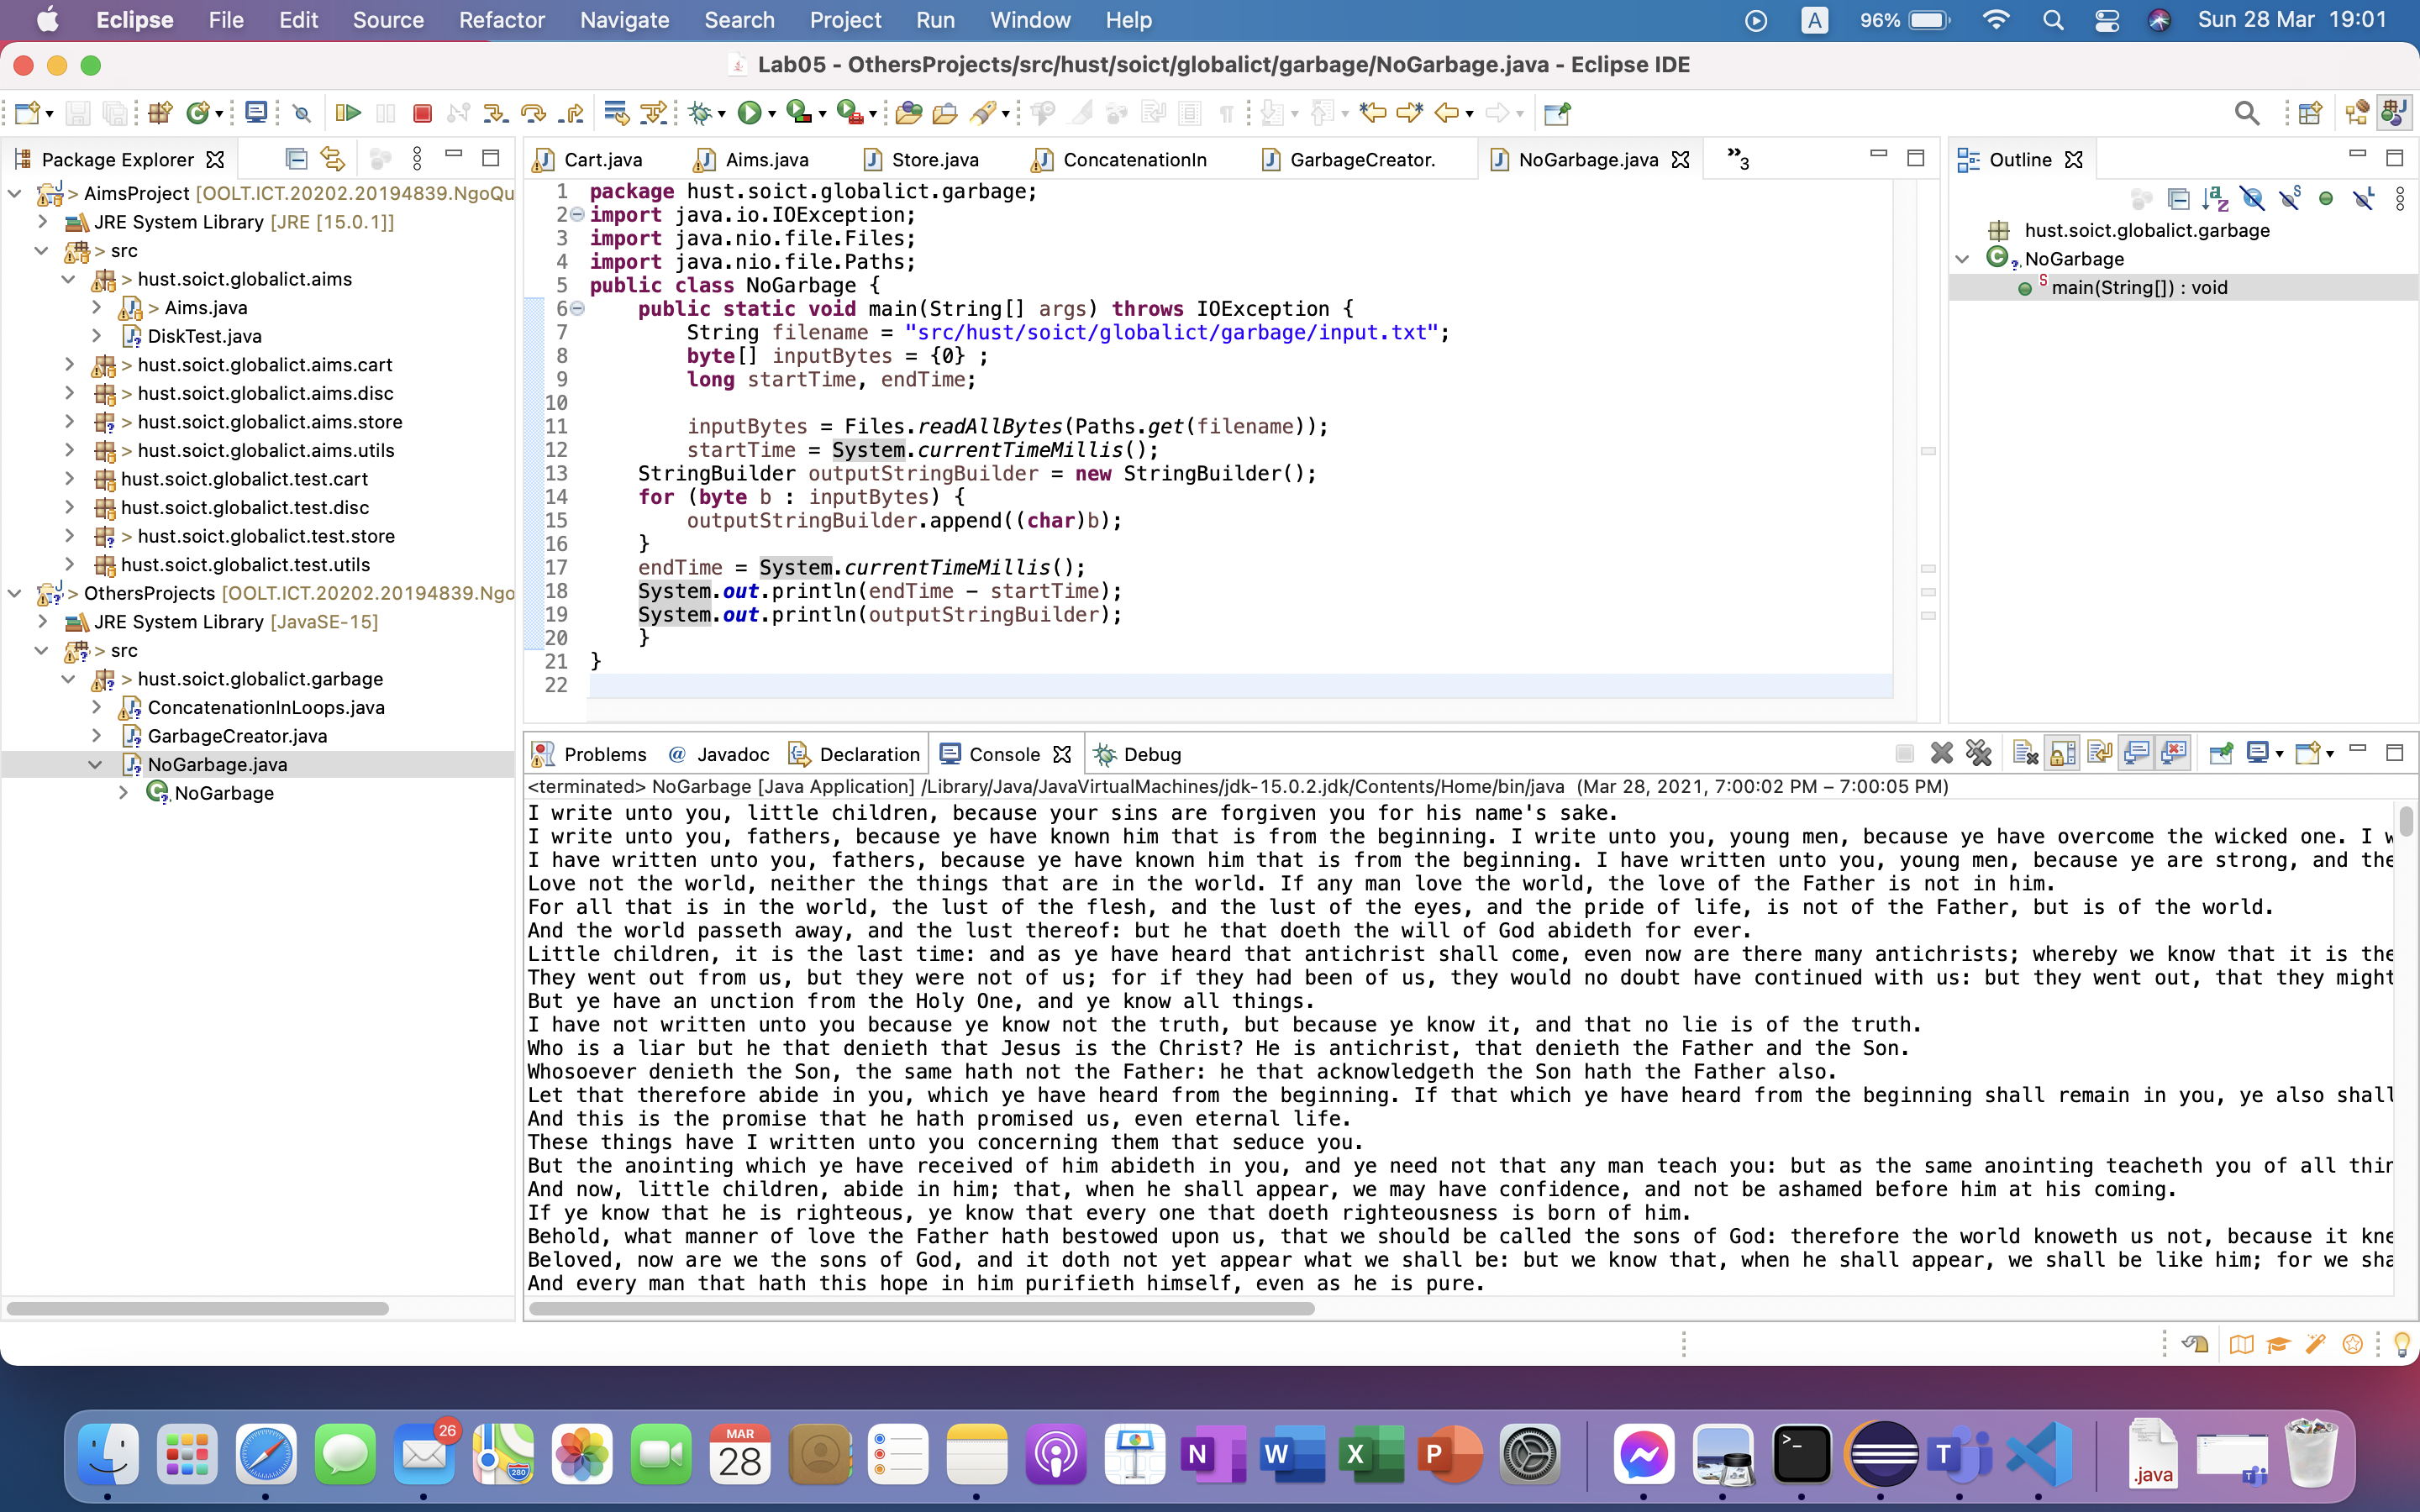 Eclipse File Edit Source Refactor Navigate Search Project Run Window Help A 96% Sun 28 Mar 19:01
Lab05 - OthersProjects/src/hust/soict/globalict/garbage/NoGarbage.java - Eclipse IDE
Package Explorer
> AimsProject [OOLT.ICT.20202.20194839.NgoQu
JRE System Library [JRE [15.0.1]]
> src
> hust.soict.globalict.aims
> Aims.java
DiskTest.java
> hust.soict.globalict.aims.cart
> hust.soict.globalict.aims.disc
> hust.soict.globalict.aims.store
> hust.soict.globalict.aims.utils
hust.soict.globalict.test.cart
hust.soict.globalict.test.disc
> hust.soict.globalict.test.store
hust.soict.globalict.test.utils
> OthersProjects [OOLT.ICT.20202.20194839.Ngo
JRE System Library [JavaSE-15]
> src
> hust.soict.globalict.garbage
ConcatenationInLoops.java
GarbageCreator.java
NoGarbage.java
NoGarbage
Cart.java Aims.java Store.java ConcatenationIn GarbageCreator. NoGarbage.java »3
1 package hust.soict.globalict.garbage;
2 import java.io.IOException;
3 import java.nio.file.Files;
4 import java.nio.file.Paths;
5 public class NoGarbage {
6 public static void main(String[] args) throws IOException {
7 String filename = "src/hust/soict/globalict/garbage/input.txt";
8 byte[] inputBytes = {0} ;
9 long startTime, endTime;
10
11 inputBytes = Files.readAllBytes(Paths.get(filename));
12 startTime = System.currentTimeMillis();
13 StringBuilder outputStringBuilder = new StringBuilder();
14 for (byte b : inputBytes) {
15 outputStringBuilder.append((char)b);
16 }
17 endTime = System.currentTimeMillis();
18 System.out.println(endTime - startTime);
19 System.out.println(outputStringBuilder);
20 }
21 }
22
Outline
hust.soict.globalict.garbage
NoGarbage
main(String[]) : void
Problems @ Javadoc Declaration Console Debug
<terminated> NoGarbage [Java Application] /Library/Java/JavaVirtualMachines/jdk-15.0.2.jdk/Contents/Home/bin/java (Mar 28, 2021, 7:00:02 PM – 7:00:05 PM)
I write unto you, little children, because your sins are forgiven you for his name's sake.
I write unto you, fathers, because ye have known him that is from the beginning. I write unto you, young men, because ye have overcome the wicked one. I w
I have written unto you, fathers, because ye have known him that is from the beginning. I have written unto you, young men, because ye are strong, and the
Love not the world, neither the things that are in the world. If any man love the world, the love of the Father is not in him.
For all that is in the world, the lust of the flesh, and the lust of the eyes, and the pride of life, is not of the Father, but is of the world.
And the world passeth away, and the lust thereof: but he that doeth the will of God abideth for ever.
Little children, it is the last time: and as ye have heard that antichrist shall come, even now are there many antichrists; whereby we know that it is the
They went out from us, but they were not of us; for if they had been of us, they would no doubt have continued with us: but they went out, that they might
But ye have an unction from the Holy One, and ye know all things.
I have not written unto you because ye know not the truth, but because ye know it, and that no lie is of the truth.
Who is a liar but he that denieth that Jesus is the Christ? He is antichrist, that denieth the Father and the Son.
Whosoever denieth the Son, the same hath not the Father: he that acknowledgeth the Son hath the Father also.
Let that therefore abide in you, which ye have heard from the beginning. If that which ye have heard from the beginning shall remain in you, ye also shall
And this is the promise that he hath promised us, even eternal life.
These things have I written unto you concerning them that seduce you.
But the anointing which ye have received of him abideth in you, and ye need not that any man teach you: but as the same anointing teacheth you of all thin
And now, little children, abide in him; that, when he shall appear, we may have confidence, and not be ashamed before him at his coming.
If ye know that he is righteous, ye know that every one that doeth righteousness is born of him.
Behold, what manner of love the Father hath bestowed upon us, that we should be called the sons of God: therefore the world knoweth us not, because it kne
Beloved, now are we the sons of God, and it doth not yet appear what we shall be: but we know that, when he shall appear, we shall be like him; for we sha
And every man that hath this hope in him purifieth himself, even as he is pure.
26
280
MAR
28
N W X P T
.java